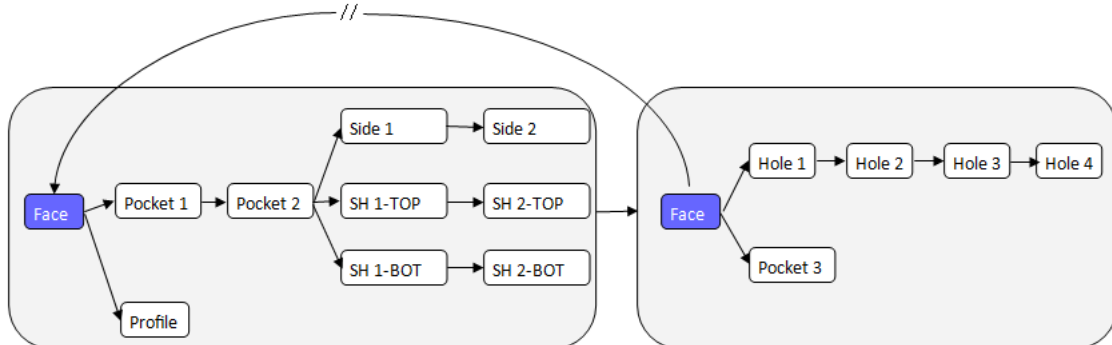 //
Side 1
Side 2
Face
Pocket 1
Pocket 2
SH 1-TOP
SH 2-TOP
SH 1-BOT
SH 2-BOT
Profile
Face
Hole 1
Hole 2
Hole 3
Hole 4
Pocket 3